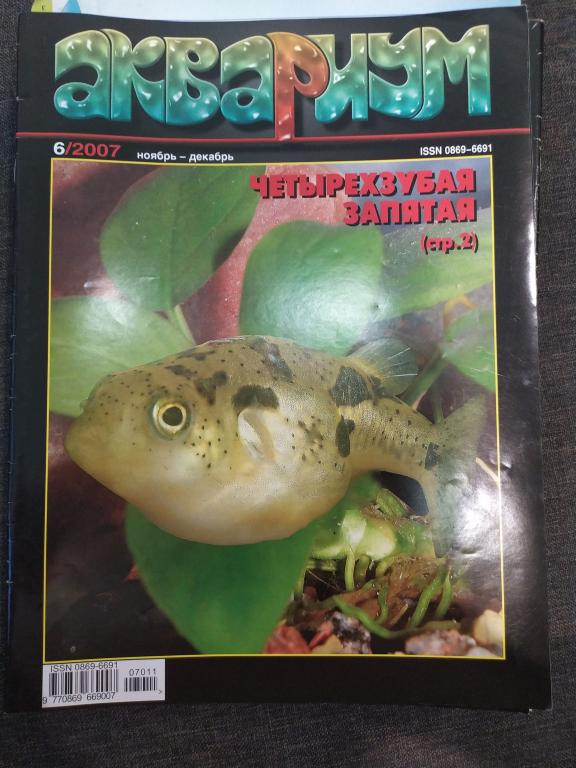 аквариум
6/2007 ноябрь – декабрь
ISSN 0869-6691
ЧЕТЫРЕХЗУБАЯ
ЗАПЯТАЯ
(стр.2)
ISSN 0869-6691
07011
9 770869 669007 >